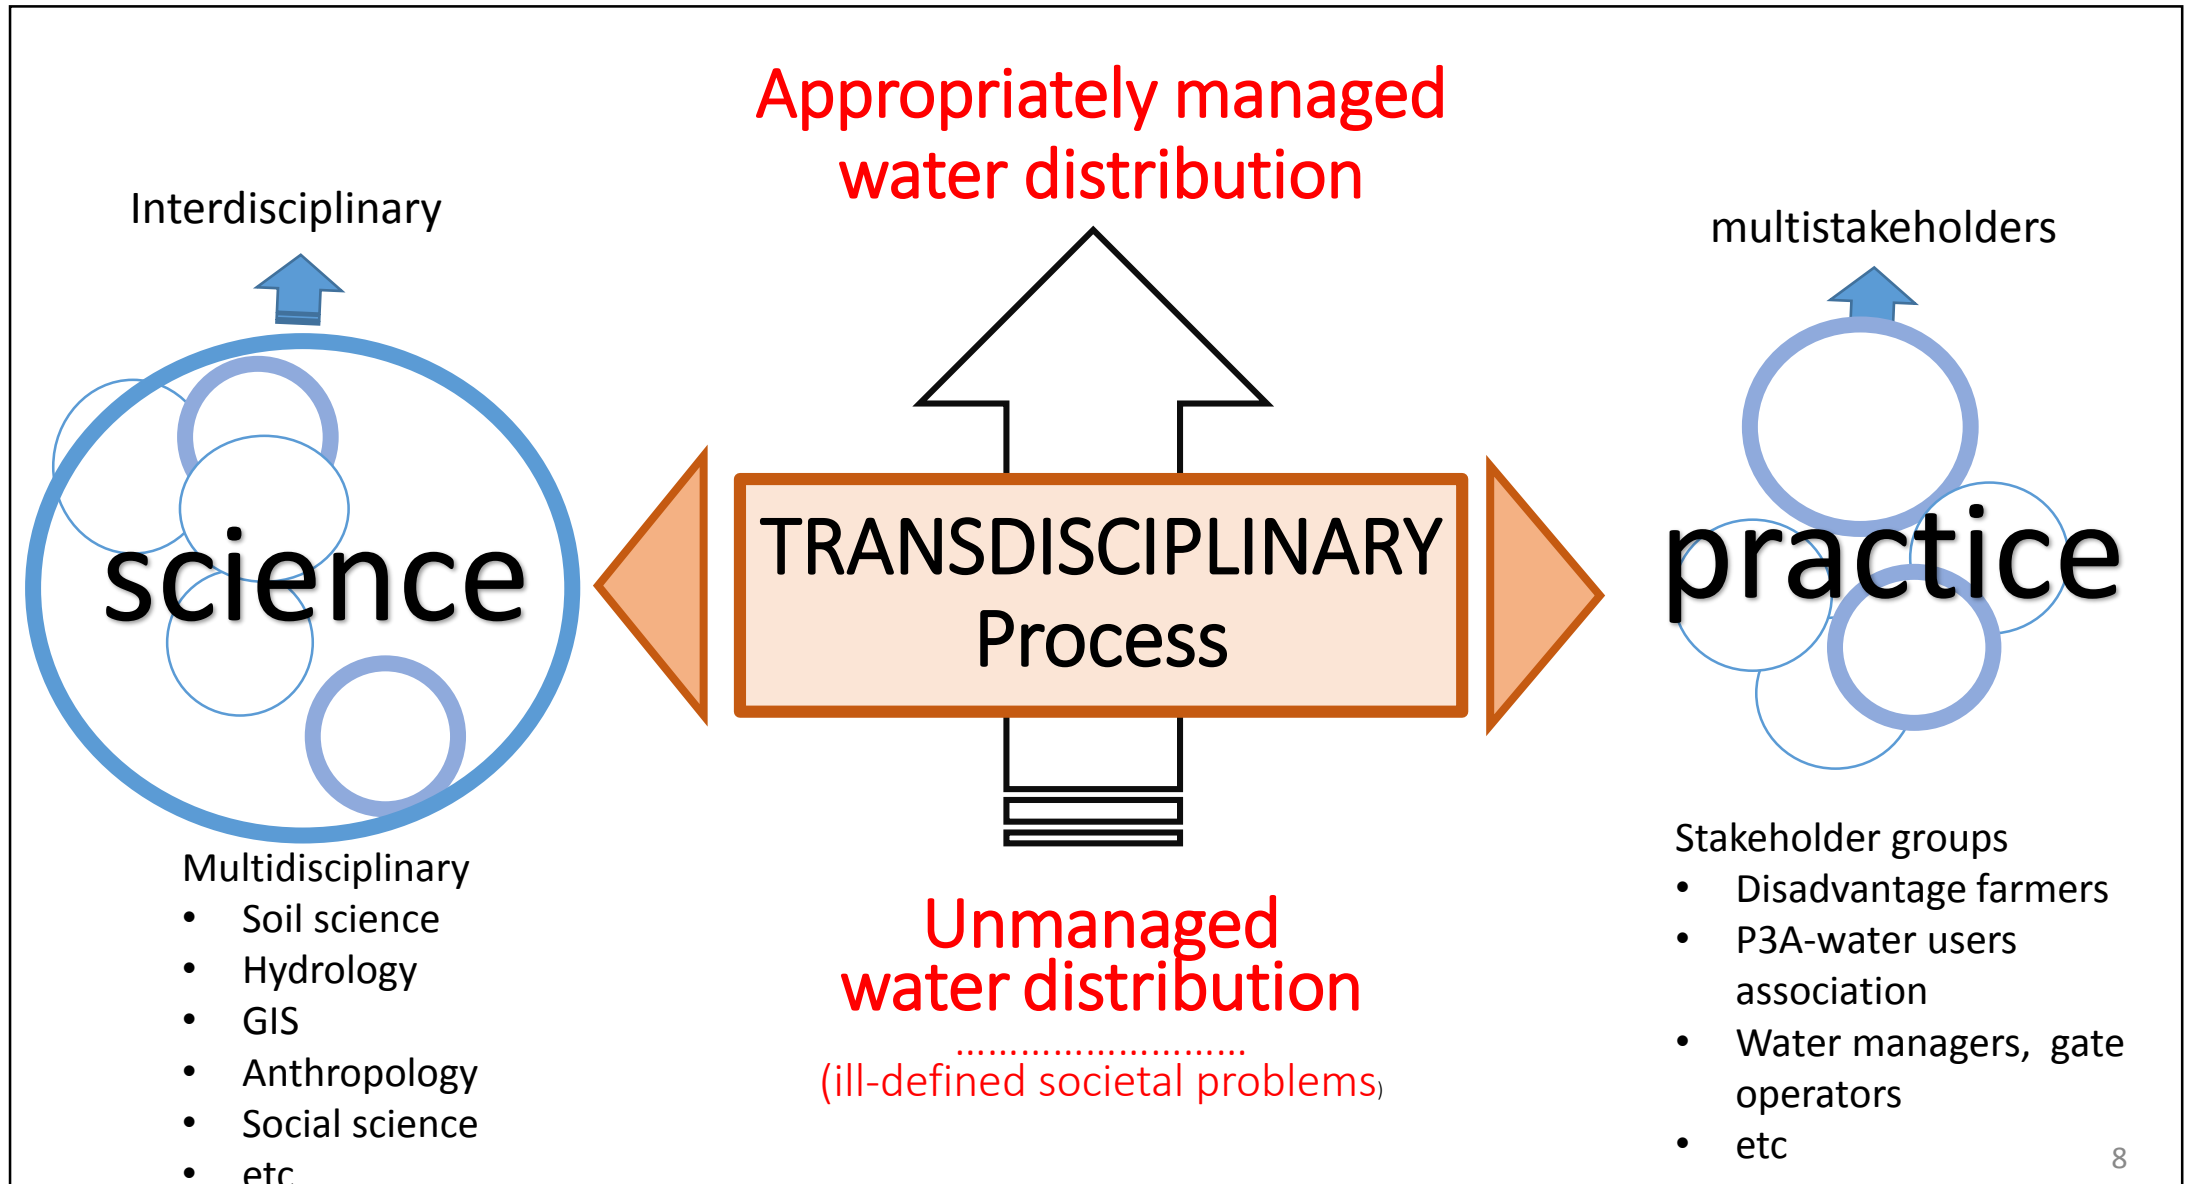 Appropriately managed
water distribution
Interdisciplinary
multistakeholders
science
TRANSDISCIPLINARY
Process
practice
Multidisciplinary
• Soil science
• Hydrology
• GIS
• Anthropology
• Social science
• etc
Unmanaged
water distribution
...........................
(ill-defined societal problems)
Stakeholder groups
• Disadvantage farmers
• P3A-water users
association
• Water managers, gate
operators
• etc
8